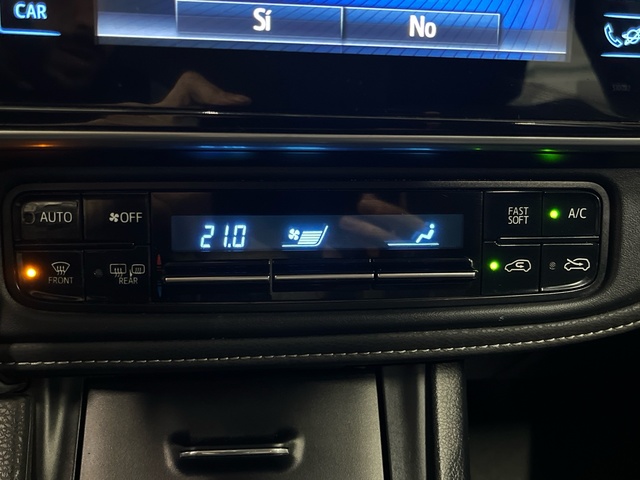 CAR
Sí
No
AUTO
OFF
21.0
FAST
SOFT
A/C
FRONT
REAR